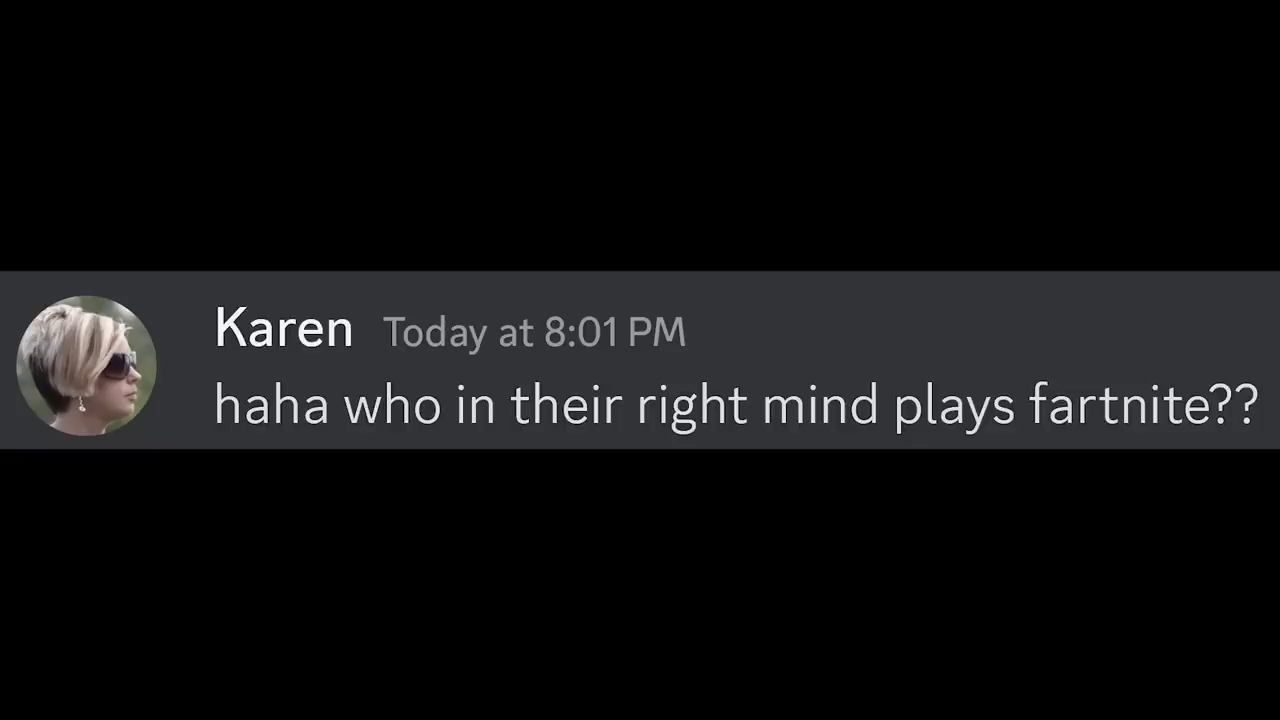 Karen Today at 8:01 PM
haha who in their right mind plays fartnite??